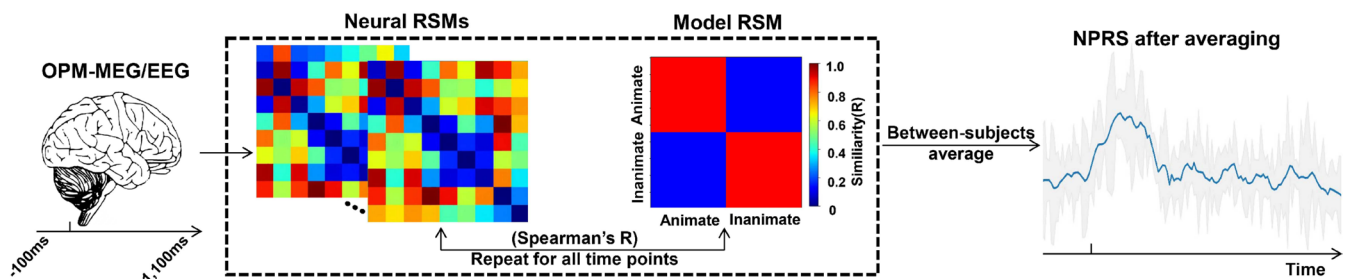 Neural RSMs
Model RSM
NPRS after averaging
OPM-MEG/EEG
Animate
Inanimate
Animate Inanimate
1.0
0.8
0.6
0.4
0.2
0
Similiarity(R)
Between-subjects
average
(Spearman's R)
Repeat for all time points
-100ms
1,100ms
Time